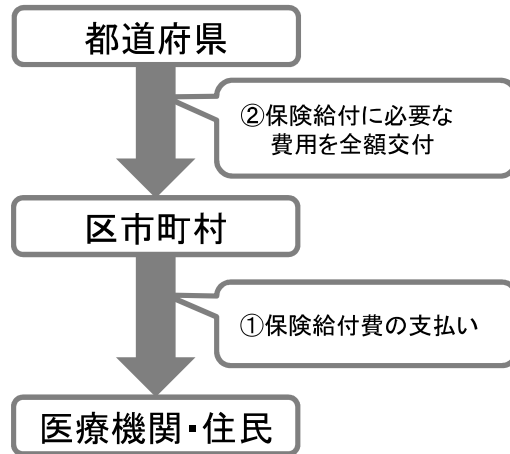 都道府県
②保険給付に必要な
費用を全額交付
区市町村
①保険給付費の支払い
医療機関・住民